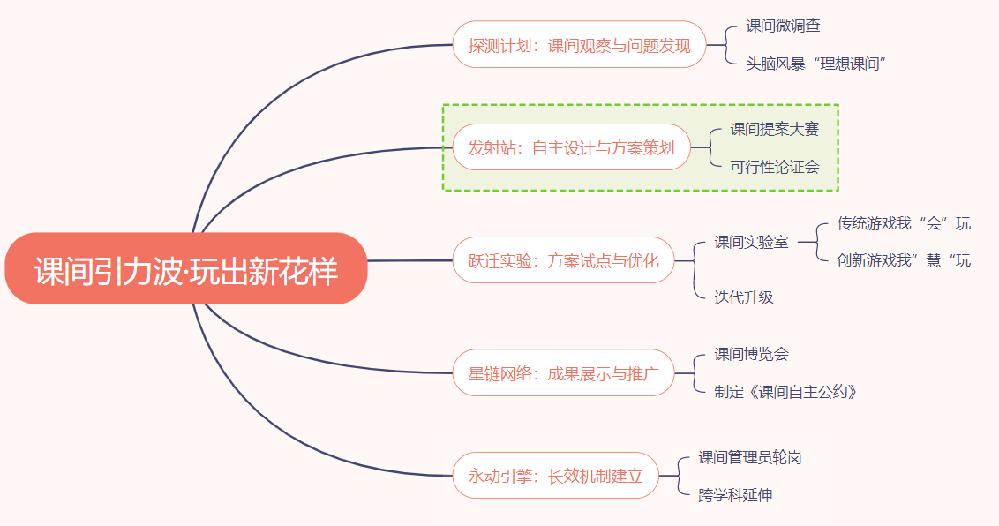 课间引力波·玩出新花样
探测计划：课间观察与问题发现
课间微调查
头脑风暴“理想课间”
发射站：自主设计与方案策划
课间提案大赛
可行性论证会
跃迁实验：方案试点与优化
课间实验室
传统游戏我“会”玩
创新游戏我”慧“玩
迭代升级
星链网络：成果展示与推广
课间博览会
制定《课间自主公约》
永动引擎：长效机制建立
课间管理员轮岗
跨学科延伸